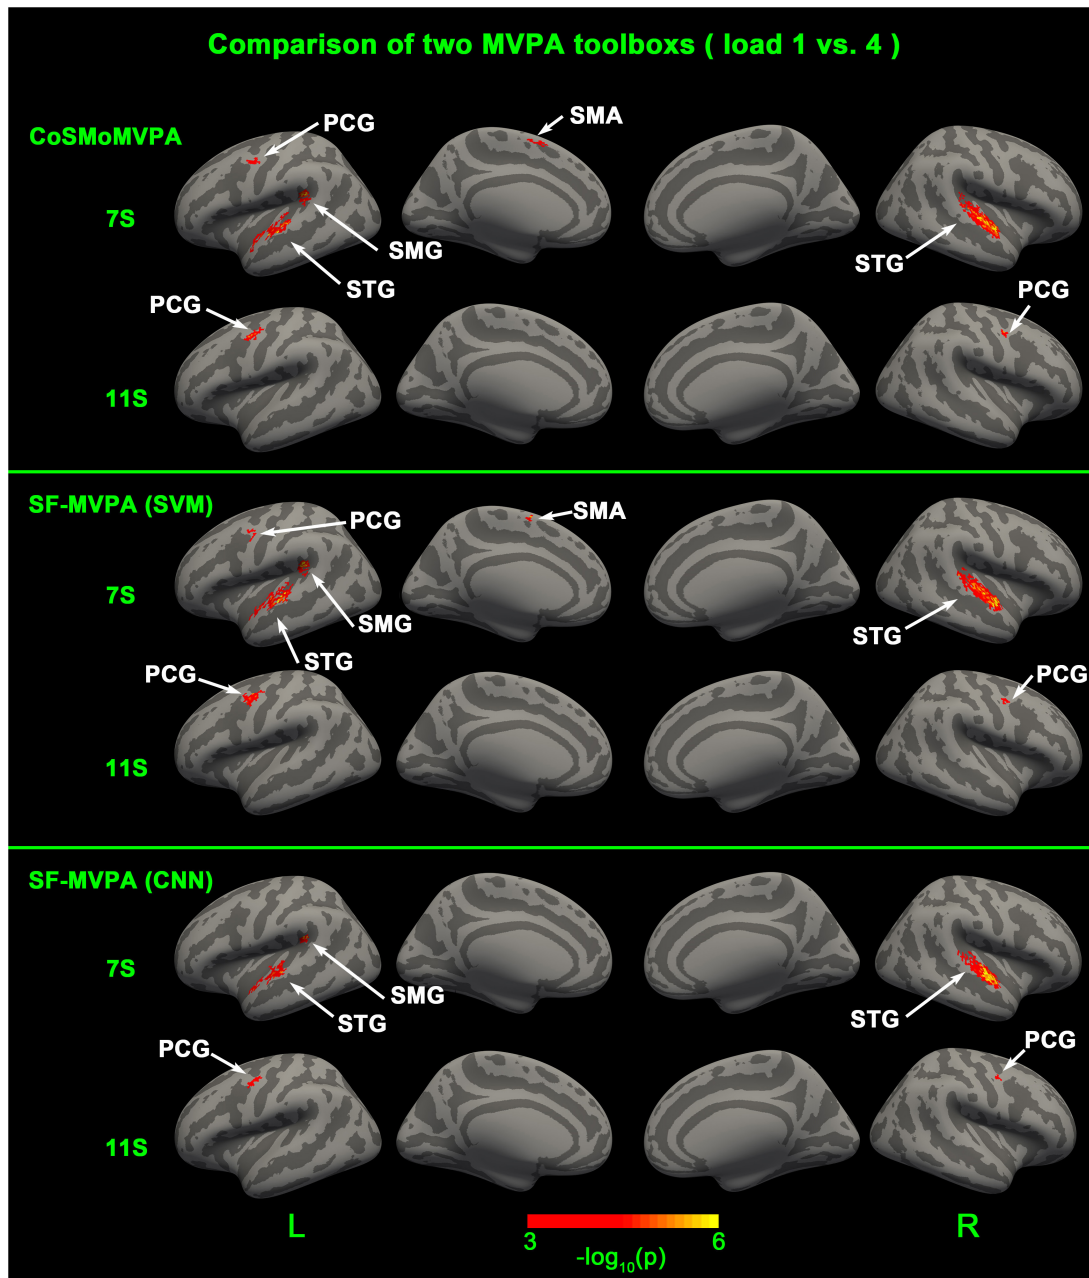 Comparison of two MVPA toolboxs ( load 1 vs. 4 )
CoSMoMVPA
PCG
SMA
7S
SMG
STG
STG
PCG
PCG
11S
SF-MVPA (SVM)
PCG
SMA
7S
SMG
STG
STG
PCG
PCG
11S
SF-MVPA (CNN)
7S
SMG
STG
STG
PCG
PCG
11S
L
R
3
6
-log₁₀(p)